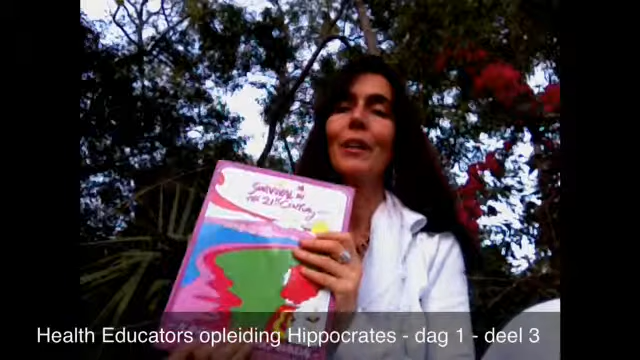 SURVIVAL IN
THE 21ST CENTURY
Health Educators opleiding Hippocrates - dag 1 - deel 3